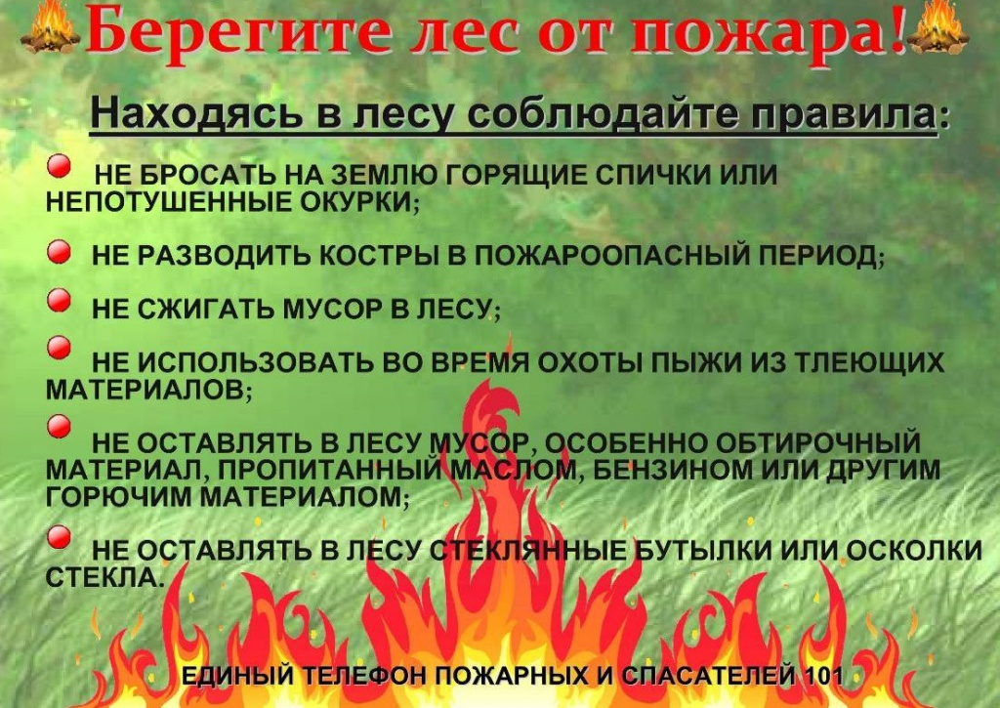 Берегите лес от пожара!
Находясь в лесу соблюдайте правила:
НЕ БРОСАТЬ НА ЗЕМЛЮ ГОРЯЩИЕ СПИЧКИ ИЛИ
НЕПОТУШЕННЫЕ ОКУРКИ;
НЕ РАЗВОДИТЬ КОСТРЫ В ПОЖАРООПАСНЫЙ ПЕРИОД;
НЕ СЖИГАТЬ МУСОР В ЛЕСУ;
НЕ ИСПОЛЬЗОВАТЬ ВО ВРЕМЯ ОХОТЫ ПЫЖИ ИЗ ТЛЕЮЩИХ
МАТЕРИАЛОВ;
НЕ ОСТАВЛЯТЬ В ЛЕСУ МУСОР, ОСОБЕННО ОБТИРОЧНЫЙ
МАТЕРИАЛ, ПРОПИТАННЫЙ МАСЛОМ, БЕНЗИНОМ ИЛИ ДРУГИМ
ГОРЮЧИМ МАТЕРИАЛОМ;
НЕ ОСТАВЛЯТЬ В ЛЕСУ СТЕКЛЯННЫЕ БУТЫЛКИ ИЛИ ОСКОЛКИ
СТЕКЛА.
ЕДИНЫЙ ТЕЛЕФОН ПОЖАРНЫХ И СПАСАТЕЛЕЙ 101